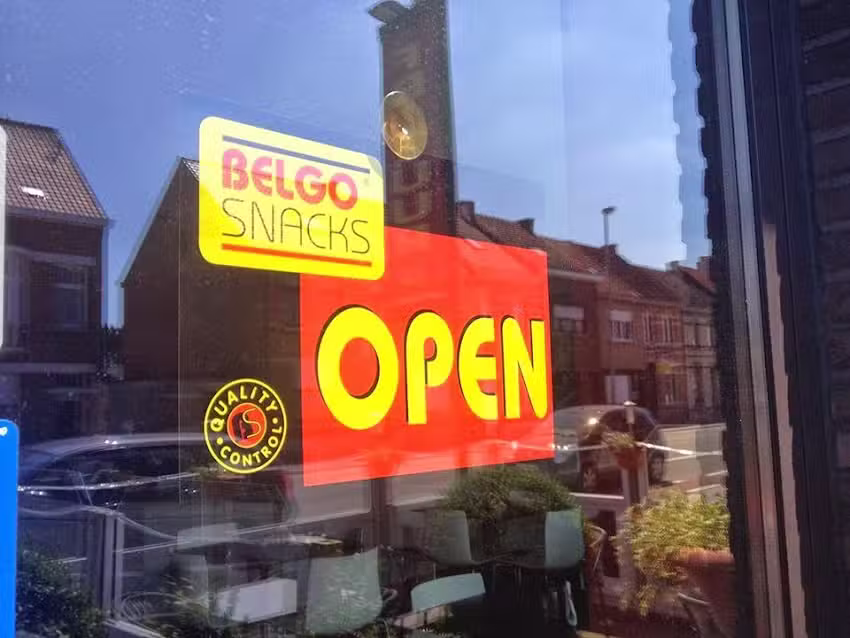 BELGO®
SNACKS
OPEN
QUALITY
CONTROL